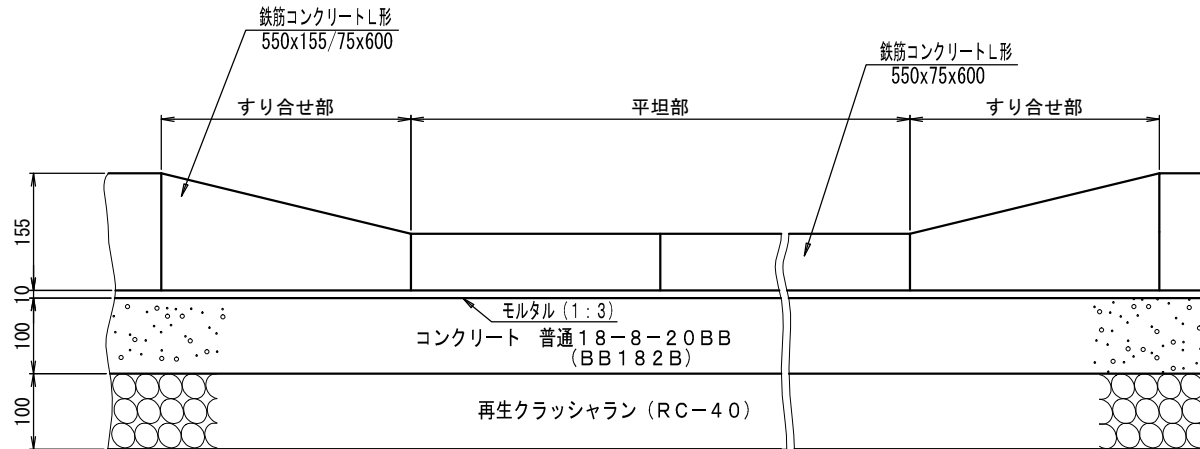 鉄筋コンクリートL形
550x155/75x600
鉄筋コンクリートL形
550x75x600
すり合せ部
平坦部
すり合せ部
155
10
100
100
モルタル(1:3)
コンクリート 普通18-8-20BB
(BB182B)
再生クラッシャラン(RC-40)